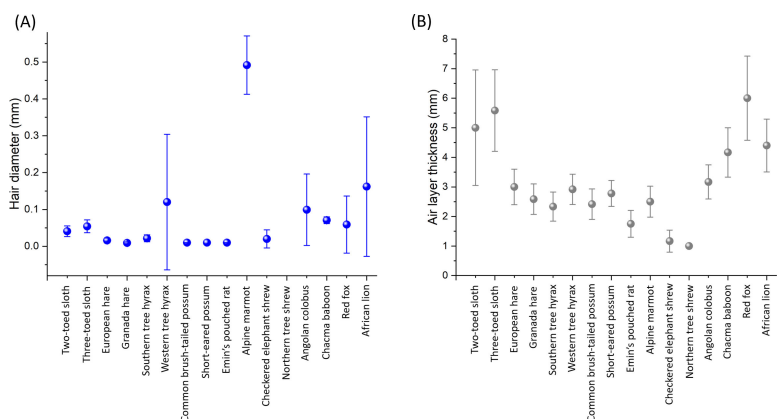 (A)
Hair diameter (mm)
0.5
0.4
0.3
0.2
0.1
0.0
Two-toed sloth
Three-toed sloth
European hare
Granada hare
Southern tree hyrax
Western tree hyrax
Common brush-tailed possum
Short-eared possum
Emin's pouched rat
Alpine marmot
Checkered elephant shrew
Northern tree shrew
Angolan colobus
Chacma baboon
Red fox
African lion
(B)
Air layer thickness (mm)
8
7
6
5
4
3
2
1
0
Two-toed sloth
Three-toed sloth
European hare
Granada hare
Southern tree hyrax
Western tree hyrax
Common brush-tailed possum
Short-eared possum
Emin's pouched rat
Alpine marmot
Checkered elephant shrew
Northern tree shrew
Angolan colobus
Chacma baboon
Red fox
African lion